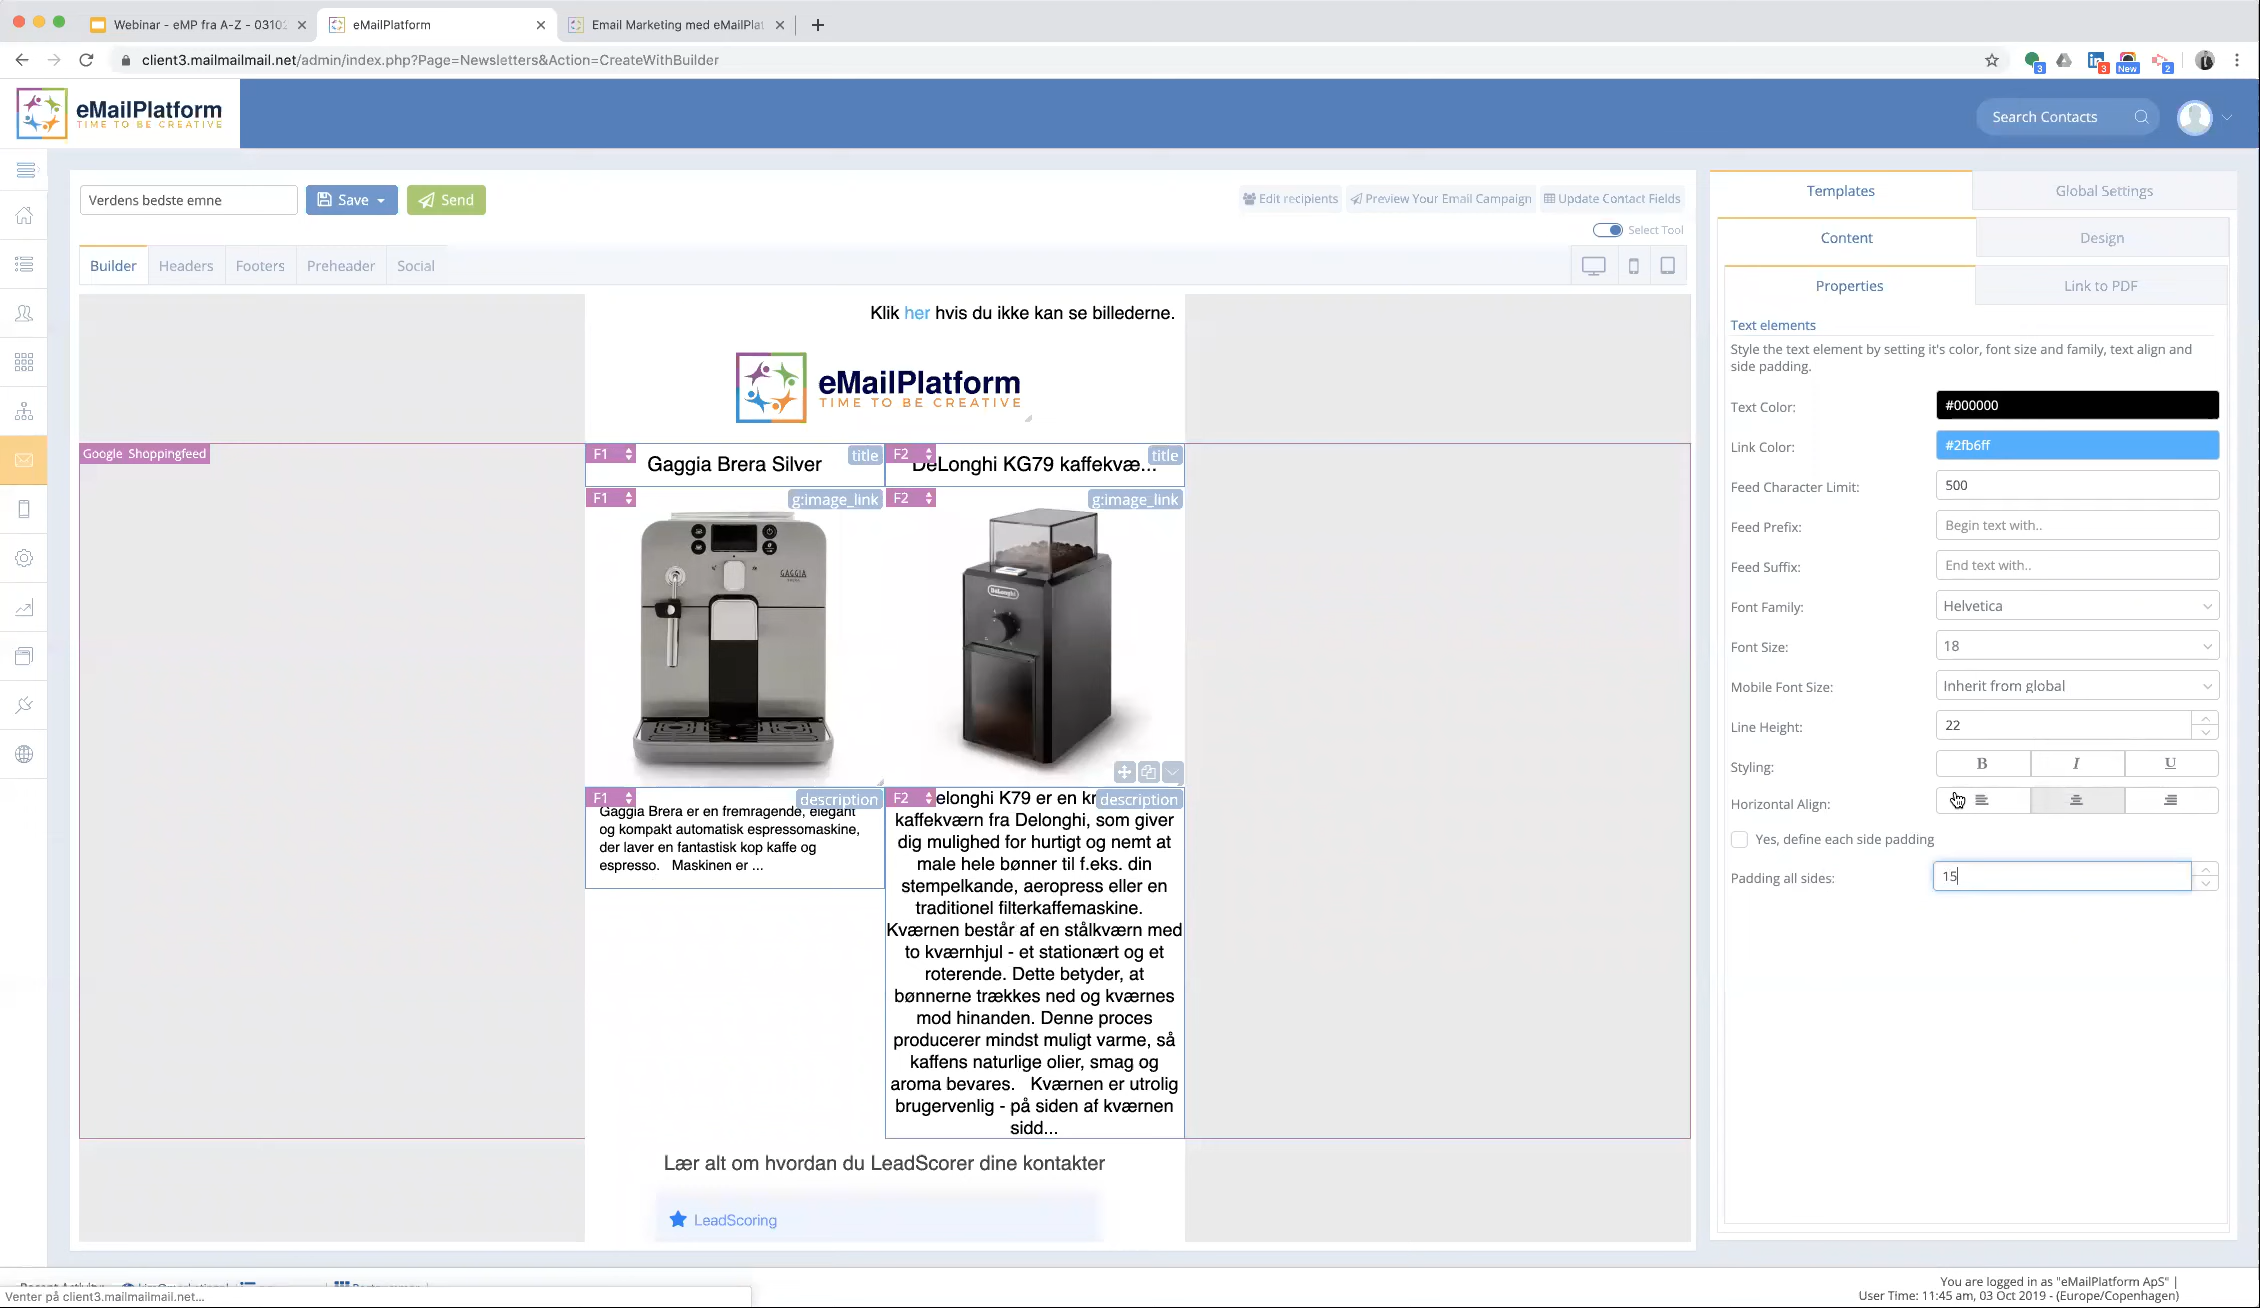 Webinar - eMP fra A-Z - 0310
eMailPlatform
Email Marketing med eMailPlat
client3.mailmailmail.net/admin/index.php?Page=Newsletters&Action=CreateWithBuilder
3
3
New
2
eMailPlatform
TIME TO BE CREATIVE
Search Contacts
Verdens bedste emne
Save
Send
Edit recipients
Preview Your Email Campaign
Update Contact Fields
Select Tool
Builder
Headers
Footers
Preheader
Social
Klik her hvis du ikke kan se billederne.
eMailPlatform
TIME TO BE CREATIVE
Google Shoppingfeed
F1
Gaggia Brera Silver
title
F2
DeLonghi KG79 kaffekvæ...
title
F1
g:image_link
F2
g:image_link
GAGGIA
DeLonghi
F1
description
Gaggia Brera er en fremragende, elegant
og kompakt automatisk espressomaskine,
der laver en fantastisk kop kaffe og
espresso. Maskinen er ...
F2
description
elonghi K79 er en kr
kaffekværn fra Delonghi, som giver
dig mulighed for hurtigt og nemt at
male hele bønner til f.eks. din
stempelkande, aeropress eller en
traditionel filterkaffemaskine.
Kværnen består af en stålkværn med
to kværnhjul - et stationært og et
roterende. Dette betyder, at
bønnerne trækkes ned og kværnes
mod hinanden. Denne proces
producerer mindst muligt varme, så
kaffens naturlige olier, smag og
aroma bevares. Kværnen er utrolig
brugervenlig - på siden af kværnen
sidd...
Lær alt om hvordan du LeadScorer dine kontakter
LeadScoring
Templates
Global Settings
Content
Design
Properties
Link to PDF
Text elements
Style the text element by setting it's color, font size and family, text align and
side padding.
Text Color:
#000000
Link Color:
#2fb6ff
Feed Character Limit:
500
Feed Prefix:
Begin text with..
Feed Suffix:
End text with..
Font Family:
Helvetica
Font Size:
18
Mobile Font Size:
Inherit from global
Line Height:
22
Styling:
B
I
U
Horizontal Align:
Yes, define each side padding
Padding all sides:
15
Venter på client3.mailmailmail.net...
You are logged in as "eMailPlatform ApS" |
User Time: 11:45 am, 03 Oct 2019 - (Europe/Copenhagen)